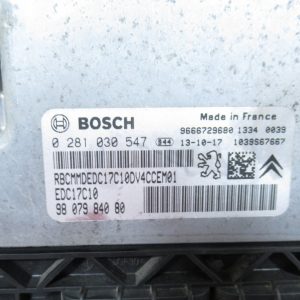 BOSCH
Made in France
9666729680 1334 0039
0 281 030 547 944 13-10-17 1039S67667
RBCMMDEDC17C10DV4CCEM01
EDC17C10
98 079 840 80